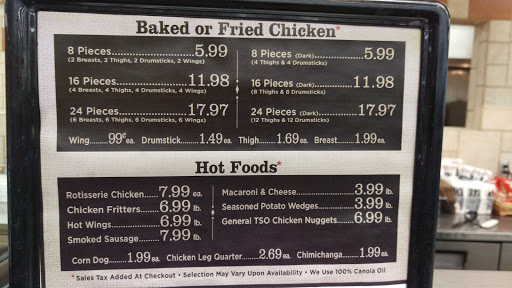 Baked or Fried Chicken*
8 Pieces..........5.99
(2 Breasts, 2 Thighs, 2 Drumsticks, 2 Wings)
8 Pieces (Dark)..........5.99
(4 Thighs & 4 Drumsticks)
16 Pieces..........11.98
(4 Breasts, 4 Thighs, 4 Drumsticks, 4 Wings)
16 Pieces (Dark)..........11.98
(8 Thighs & 8 Drumsticks)
24 Pieces..........17.97
(6 Breasts, 6 Thighs, 6 Drumsticks, 6 Wings)
24 Pieces (Dark)..........17.97
(12 Thighs & 12 Drumsticks)
Wing.....99¢ ea. Drumstick.....1.49 ea. Thigh.....1.69 ea. Breast.....1.99 ea.
Hot Foods*
Rotisserie Chicken.....7.99 ea.
Chicken Fritters..........6.99 lb.
Hot Wings..........6.99 lb.
Smoked Sausage......7.99 lb.
Macaroni & Cheese..........3.99 lb.
Seasoned Potato Wedges.....3.99 lb.
General TSO Chicken Nuggets.....6.99 lb.
Corn Dog.....1.99 ea. Chicken Leg Quarter.....2.69 ea. Chimichanga.....1.99 ea.
*Sales Tax Added At Checkout • Selection May Vary Upon Availability • We Use 100% Canola Oil